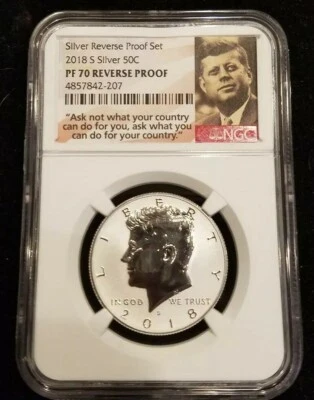 Silver Reverse Proof Set
2018 S Silver 50C
PF 70 REVERSE PROOF
4857842-207
NGC
"Ask not what your country
can do for you, ask what you
can do for your country."
LIBERTY
IN GOD WE TRUST
S
2018